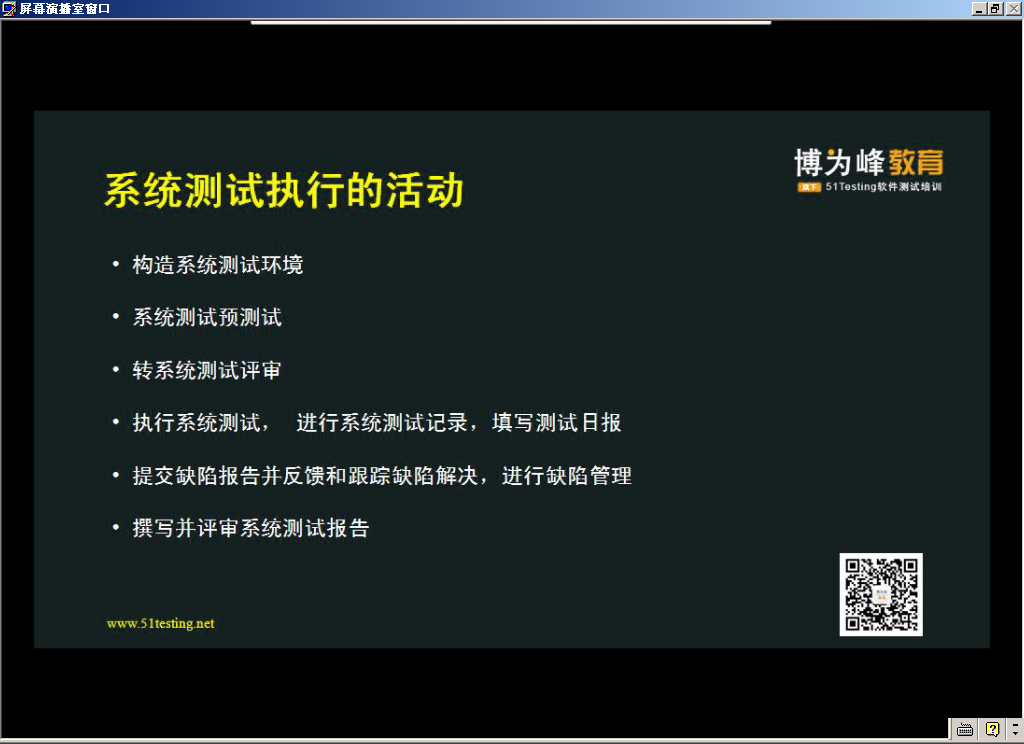 屏幕演播室窗口
博为峰教育
旗下 51Testing软件测试培训
系统测试执行的活动
• 构造系统测试环境
• 系统测试预测试
• 转系统测试评审
• 执行系统测试， 进行系统测试记录，填写测试日报
• 提交缺陷报告并反馈和跟踪缺陷解决，进行缺陷管理
• 撰写并评审系统测试报告
www.51testing.net